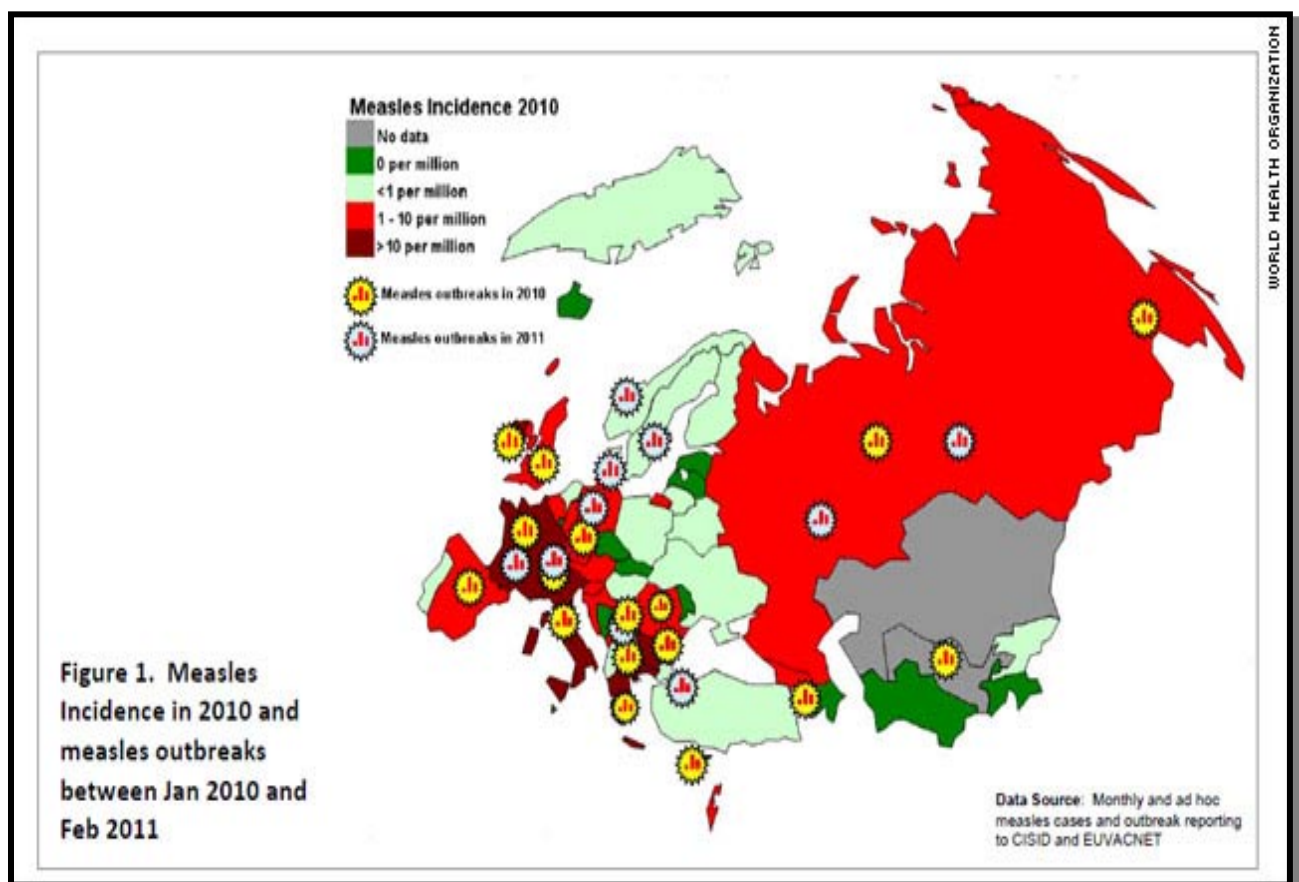 WORLD HEALTH ORGANIZATION
Measles Incidence 2010
No data
0 per million
<1 per million
1 - 10 per million
>10 per million
Measles outbreaks in 2010
Measles outbreaks in 2011
Figure 1. Measles
Incidence in 2010 and
measles outbreaks
between Jan 2010 and
Feb 2011
Data Source: Monthly and ad hoc
measles cases and outbreak reporting
to CISID and EUVACNET